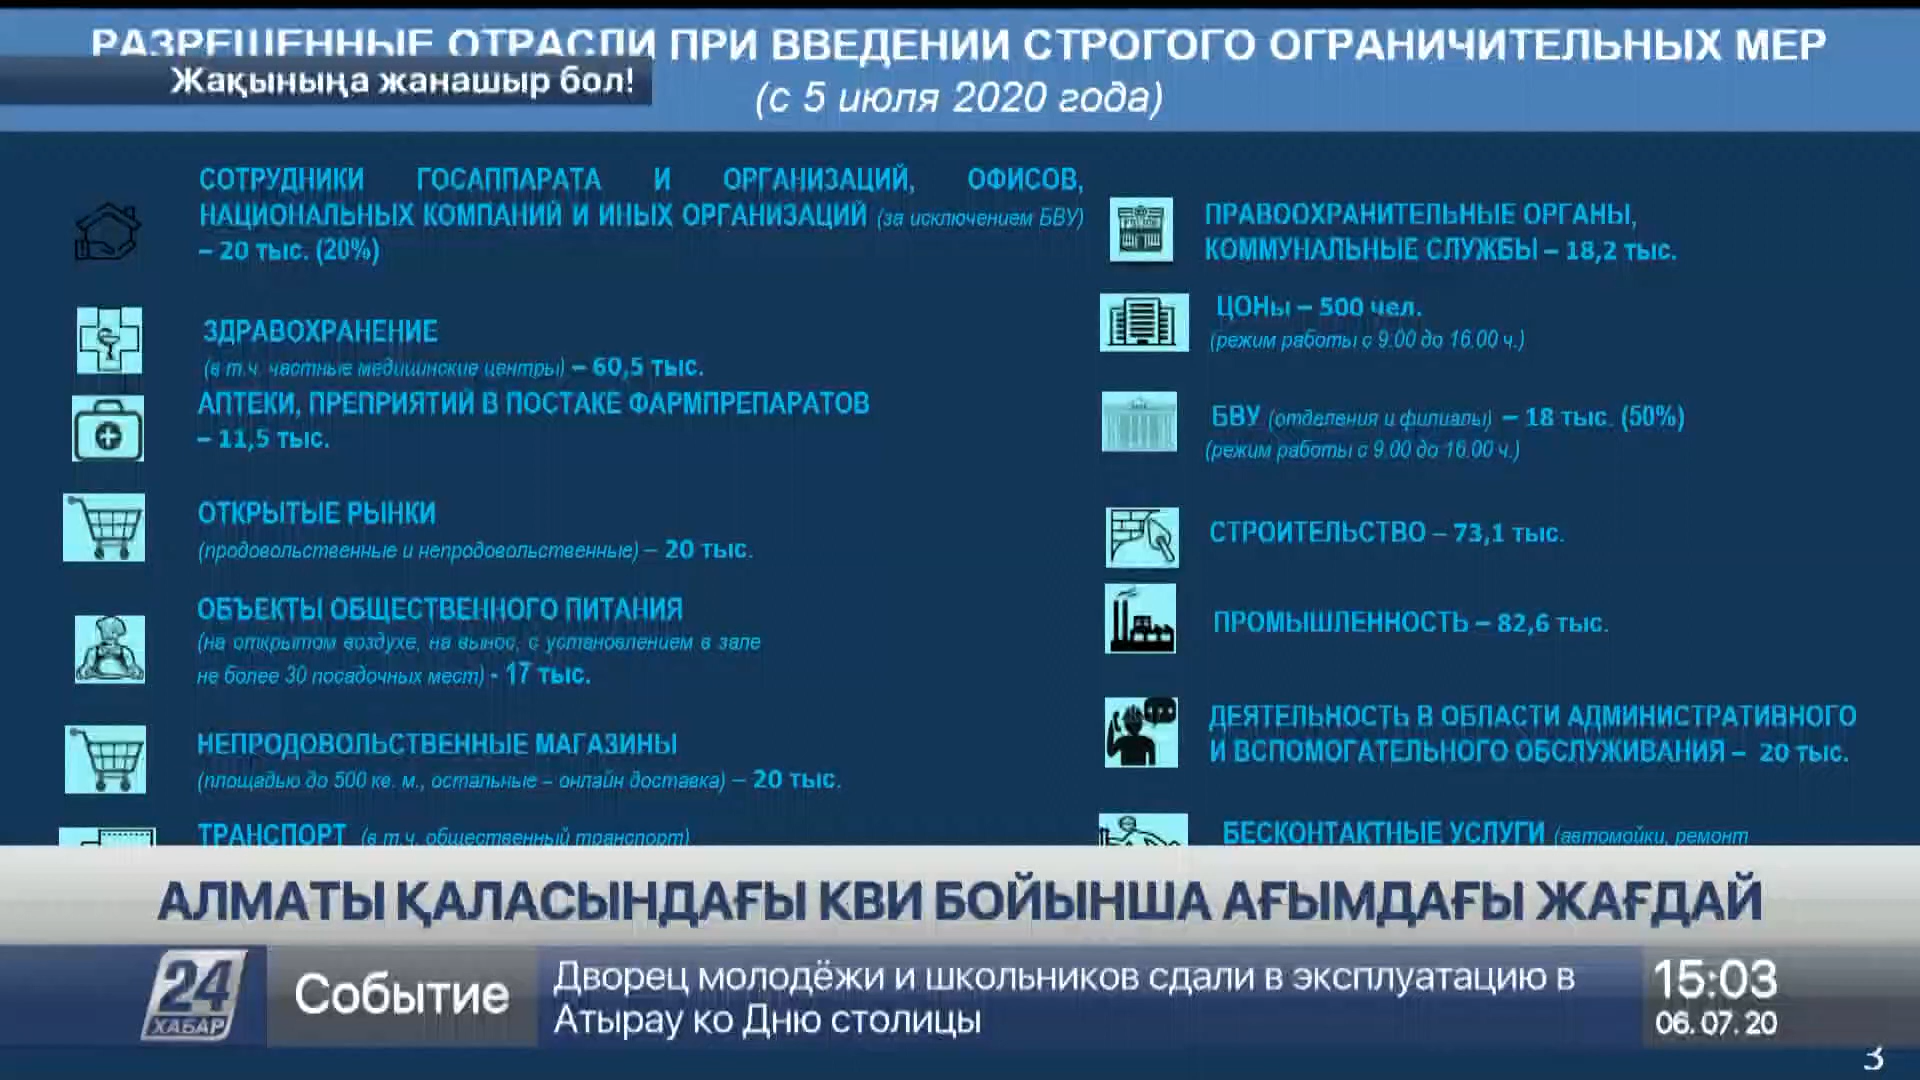 РАЗРЕШЕННЫЕ ОТРАСЛИ ПРИ ВВЕДЕНИИ СТРОГОГО ОГРАНИЧИТЕЛЬНЫХ МЕР
Жақыныңа жанашыр бол!
(с 5 июля 2020 года)
СОТРУДНИКИ ГОСАППАРАТА И ОРГАНИЗАЦИЙ, ОФИСОВ,
НАЦИОНАЛЬНЫХ КОМПАНИЙ И ИНЫХ ОРГАНИЗАЦИЙ (за исключением БВУ)
– 20 тыс. (20%)
ЗДРАВОХРАНЕНИЕ
(в т.ч. частные медицинские центры) – 60,5 тыс.
АПТЕКИ, ПРЕПРИЯТИЙ В ПОСТАКЕ ФАРМПРЕПАРАТОВ
– 11,5 тыс.
ОТКРЫТЫЕ РЫНКИ
(продовольственные и непродовольственные) – 20 тыс.
ОБЪЕКТЫ ОБЩЕСТВЕННОГО ПИТАНИЯ
(на открытом воздухе, на вынос, с установлением в зале
не более 30 посадочных мест) - 17 тыс.
НЕПРОДОВОЛЬСТВЕННЫЕ МАГАЗИНЫ
(площадью до 500 кв. м., остальные – онлайн доставка) – 20 тыс.
ТРАНСПОРТ (в т.ч. общественный транспорт)
ПРАВООХРАНИТЕЛЬНЫЕ ОРГАНЫ,
КОММУНАЛЬНЫЕ СЛУЖБЫ – 18,2 тыс.
ЦОНы – 500 чел.
(режим работы с 9.00 до 16.00 ч.)
БВУ (отделения и филиалы) – 18 тыс. (50%)
(режим работы с 9.00 до 16.00 ч.)
СТРОИТЕЛЬСТВО – 73,1 тыс.
ПРОМЫШЛЕННОСТЬ – 82,6 тыс.
ДЕЯТЕЛЬНОСТЬ В ОБЛАСТИ АДМИНИСТРАТИВНОГО
И ВСПОМОГАТЕЛЬНОГО ОБСЛУЖИВАНИЯ – 20 тыс.
БЕСКОНТАКТНЫЕ УСЛУГИ (автомойки, ремонт
АЛМАТЫ ҚАЛАСЫНДАҒЫ КВИ БОЙЫНША АҒЫМДАҒЫ ЖАҒДАЙ
24
ХАБАР
Событие
Дворец молодёжи и школьников сдали в эксплуатацию в
Атырау ко Дню столицы
15:03
06.07.20
3